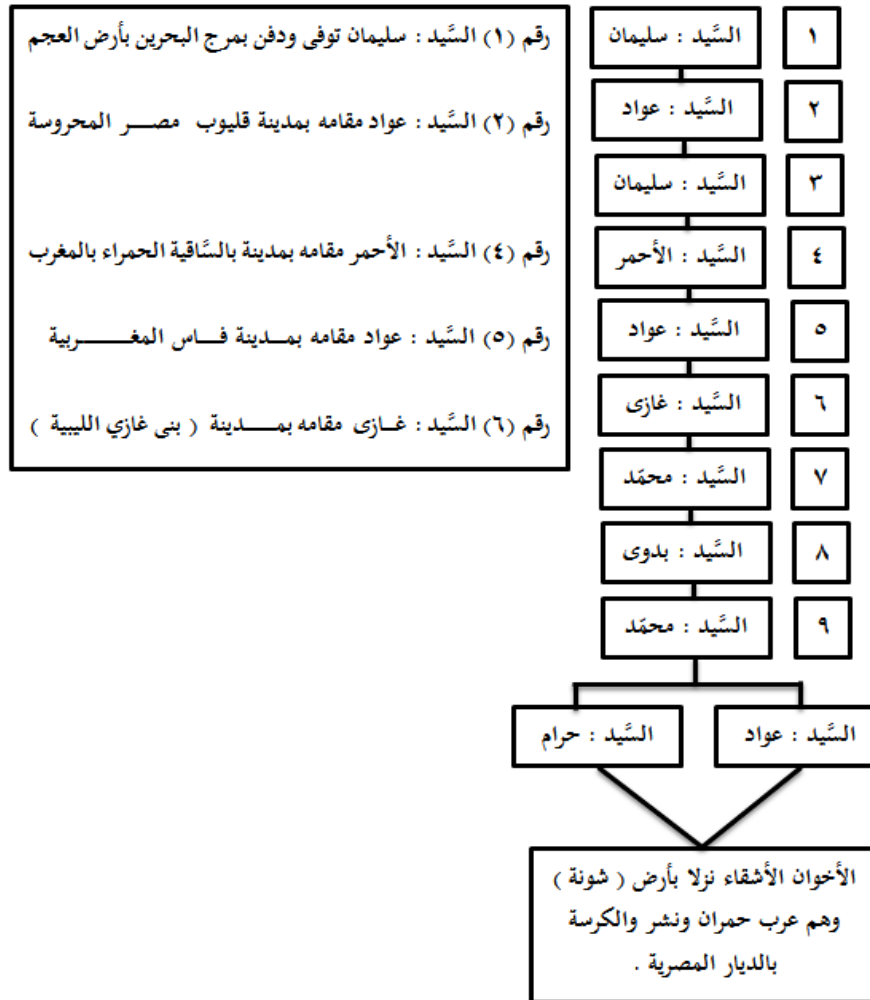 ١
السَّيد : سليمان
٢
السَّيد : عواد
٣
السَّيد : سليمان
٤
السَّيد : الأحمر
٥
السَّيد : عواد
٦
السَّيد : غازى
٧
السَّيد : محمّد
٨
السَّيد : بدوى
٩
السَّيد : محمّد
السَّيد : عواد
السَّيد : حرام
الأخوان الأشقاء نزلا بأرض ( شونة )
وهم عرب حمران ونشر والكرسة
بالديار المصرية .
رقم (١) السَّيد : سليمان توفى ودفن بمرج البحرين بأرض العجم
رقم (٢) السَّيد : عواد مقامه بمدينة قليوب مصـــر المحروسة
رقم (٤) السَّيد : الأحمر مقامه بمدينة بالسَّاقية الحمراء بالمغرب
رقم (٥) السَّيد : عواد مقامه بمــدينة فــاس المغـــــــربية
رقم (٦) السَّيد : غــازى مقامه بمـــــدينة ( بنى غازي الليبية )